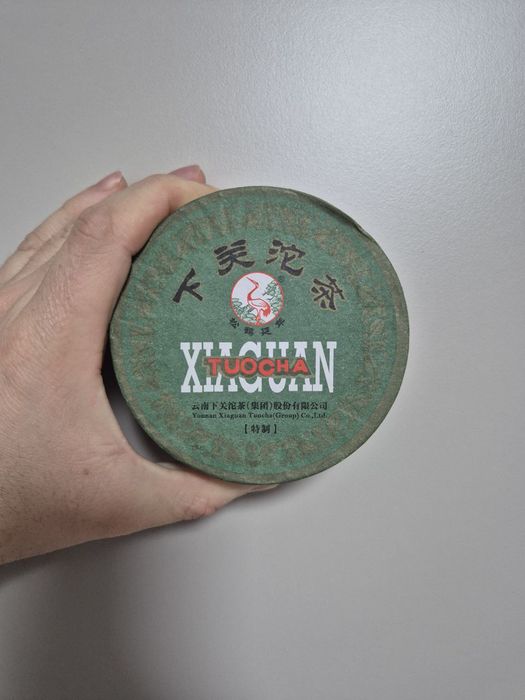 下关沱茶
®
松鹤延年
XIAGUAN
TUOCHA
云南下关沱茶(集团)股份有限公司
Yunnan Xiaguan Tuocha(Group) Co.,Ltd.
【特制】